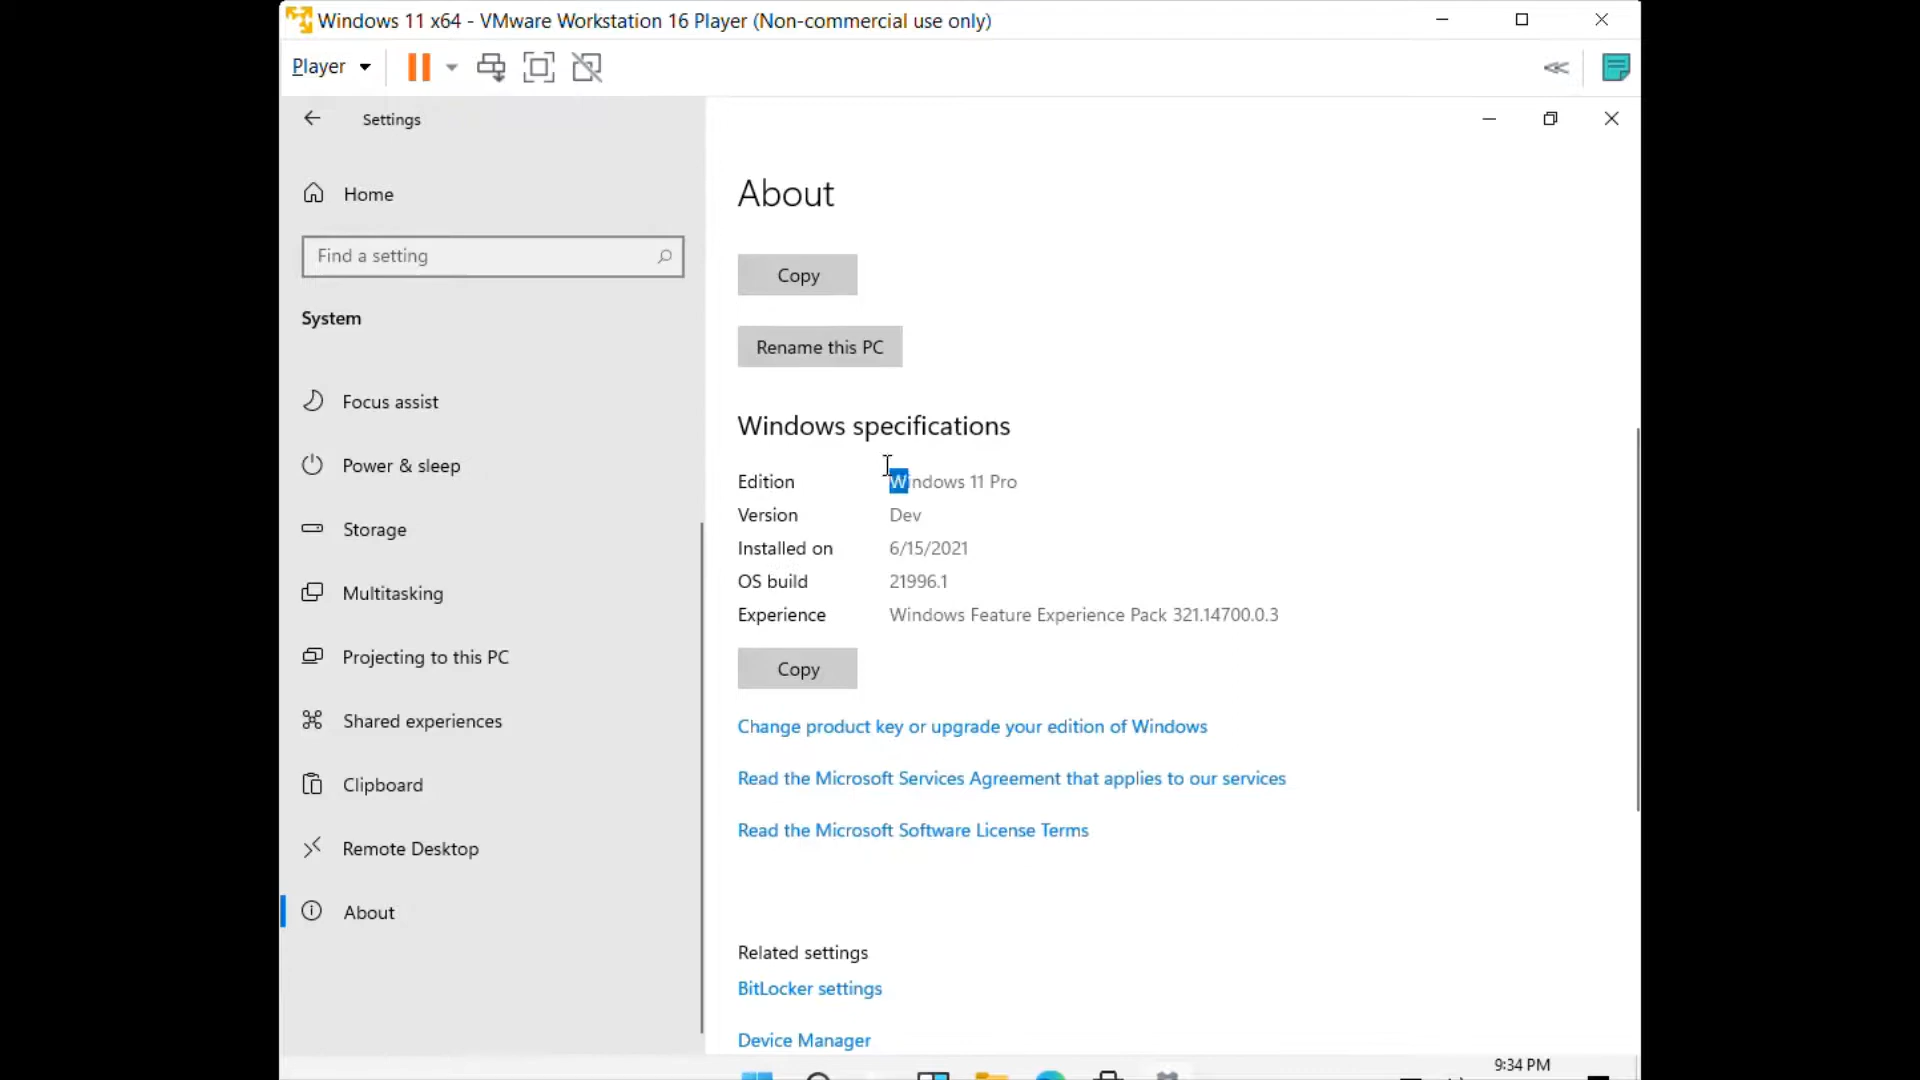 Windows 11 x64 - VMware Workstation 16 Player (Non-commercial use only)
Player
Settings
Home
Find a setting
System
Focus assist
Power & sleep
Storage
Multitasking
Projecting to this PC
Shared experiences
Clipboard
Remote Desktop
About
About
Copy
Rename this PC
Windows specifications
Edition Windows 11 Pro
Version Dev
Installed on 6/15/2021
OS build 21996.1
Experience Windows Feature Experience Pack 321.14700.0.3
Copy
Change product key or upgrade your edition of Windows
Read the Microsoft Services Agreement that applies to our services
Read the Microsoft Software License Terms
Related settings
BitLocker settings
Device Manager
9:34 PM